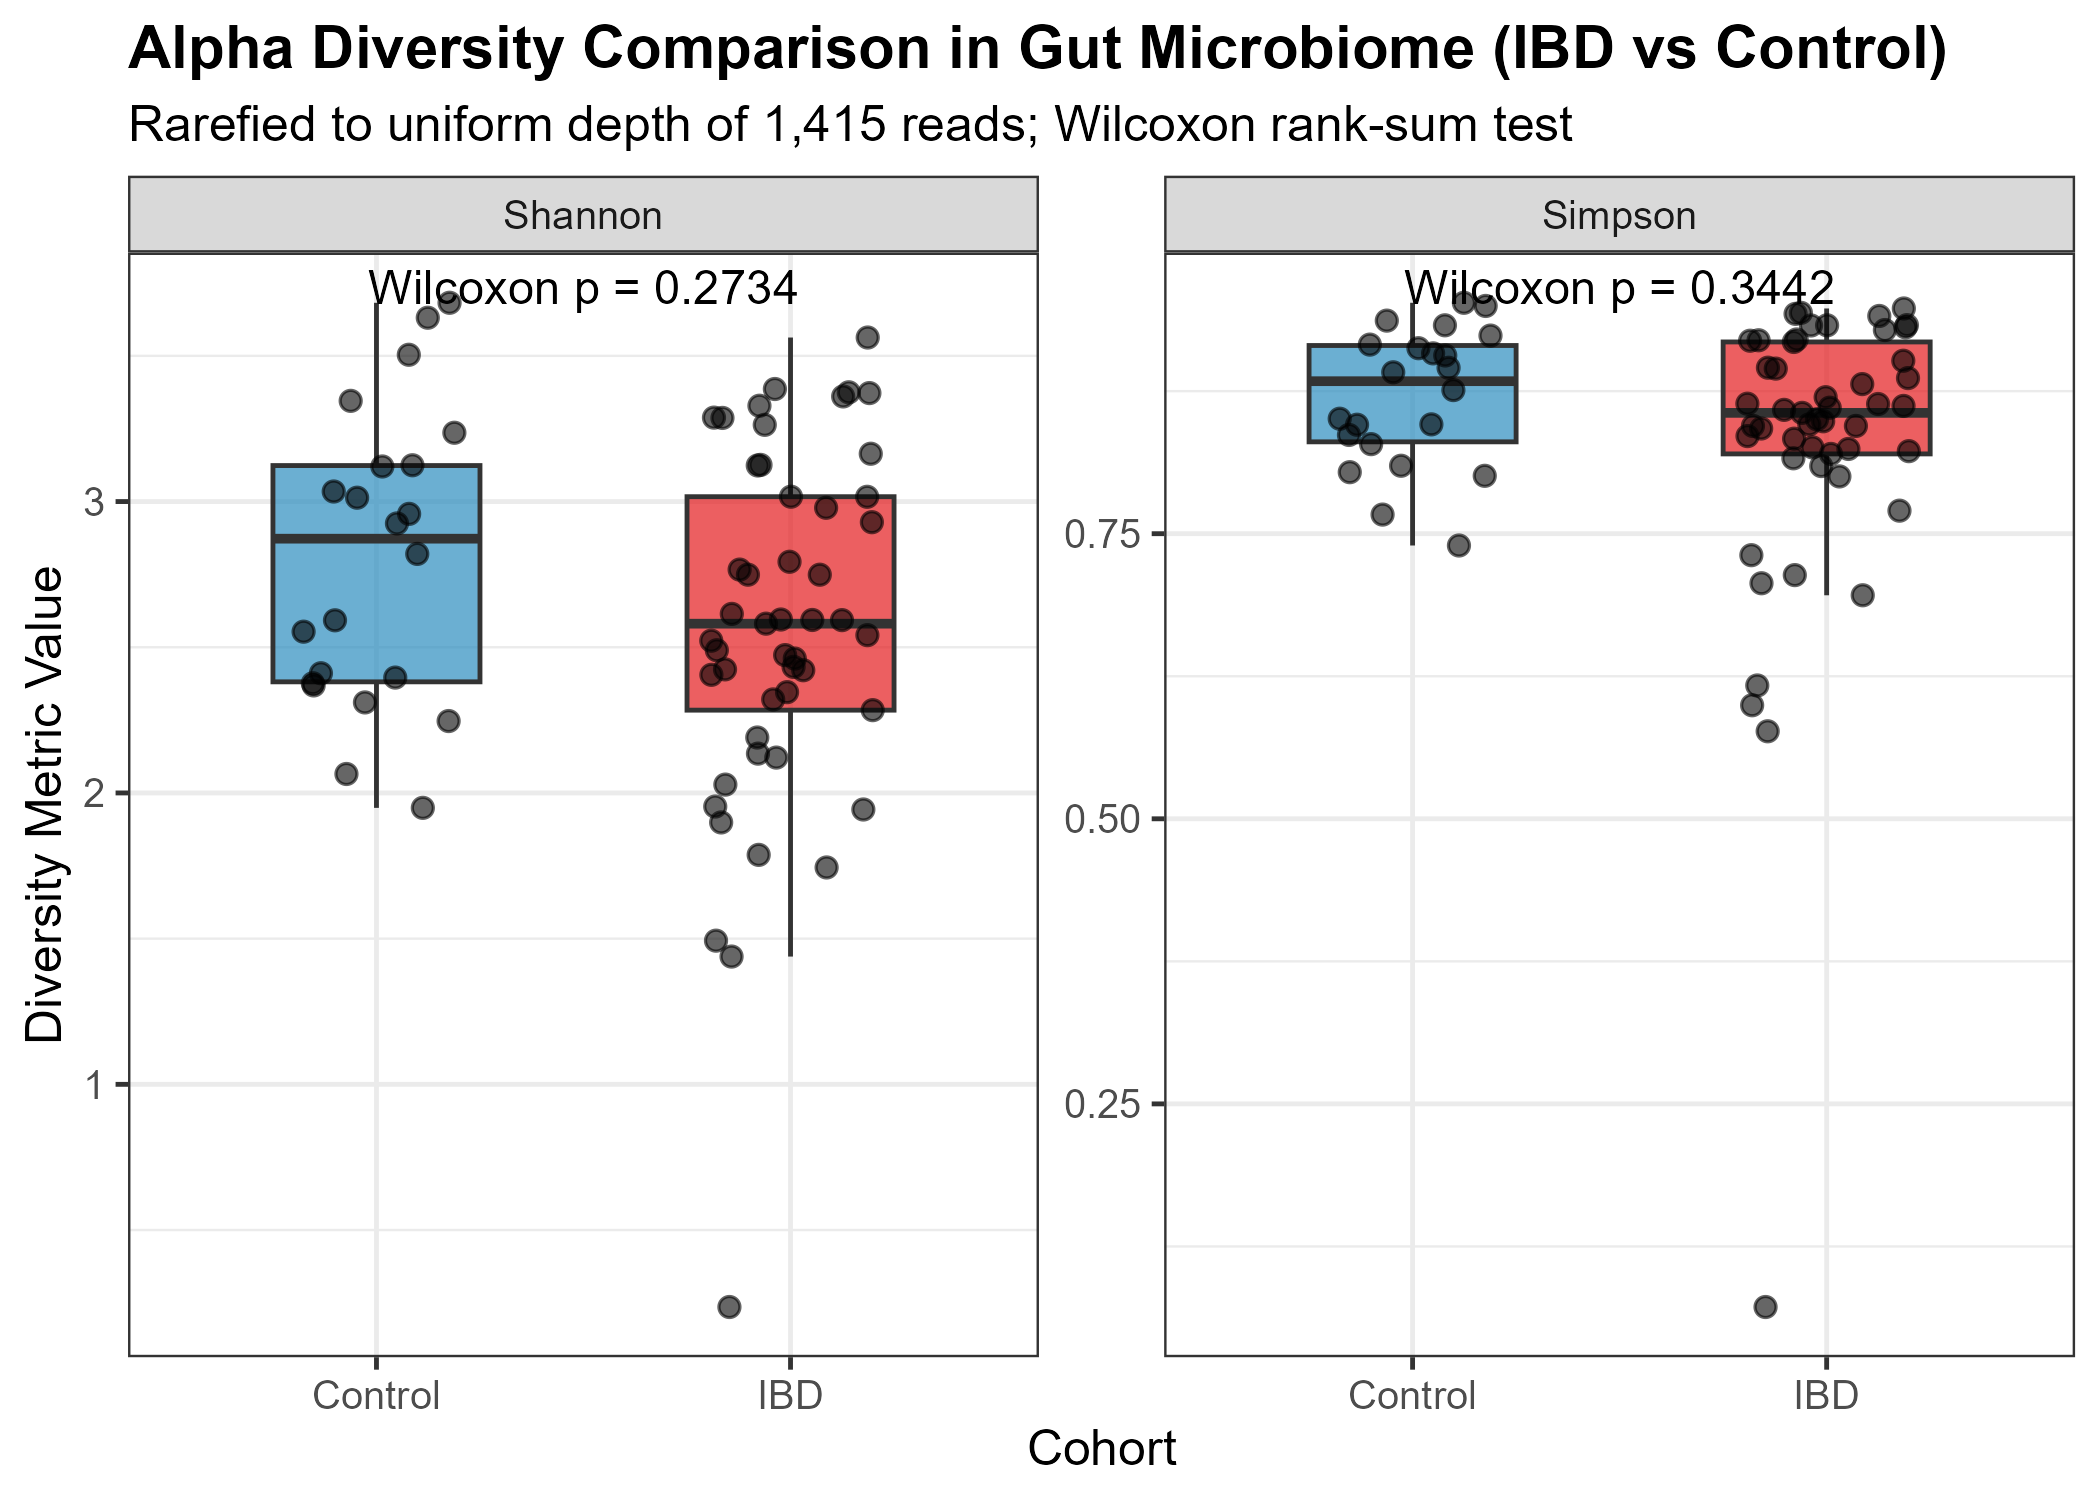 Alpha Diversity Comparison in Gut Microbiome (IBD vs Control)
Rarefied to uniform depth of 1,415 reads; Wilcoxon rank-sum test
Shannon
Simpson
Wilcoxon p = 0.2734
Wilcoxon p = 0.3442
Diversity Metric Value
3
2
1
0.75
0.50
0.25
Control
IBD
Control
IBD
Cohort